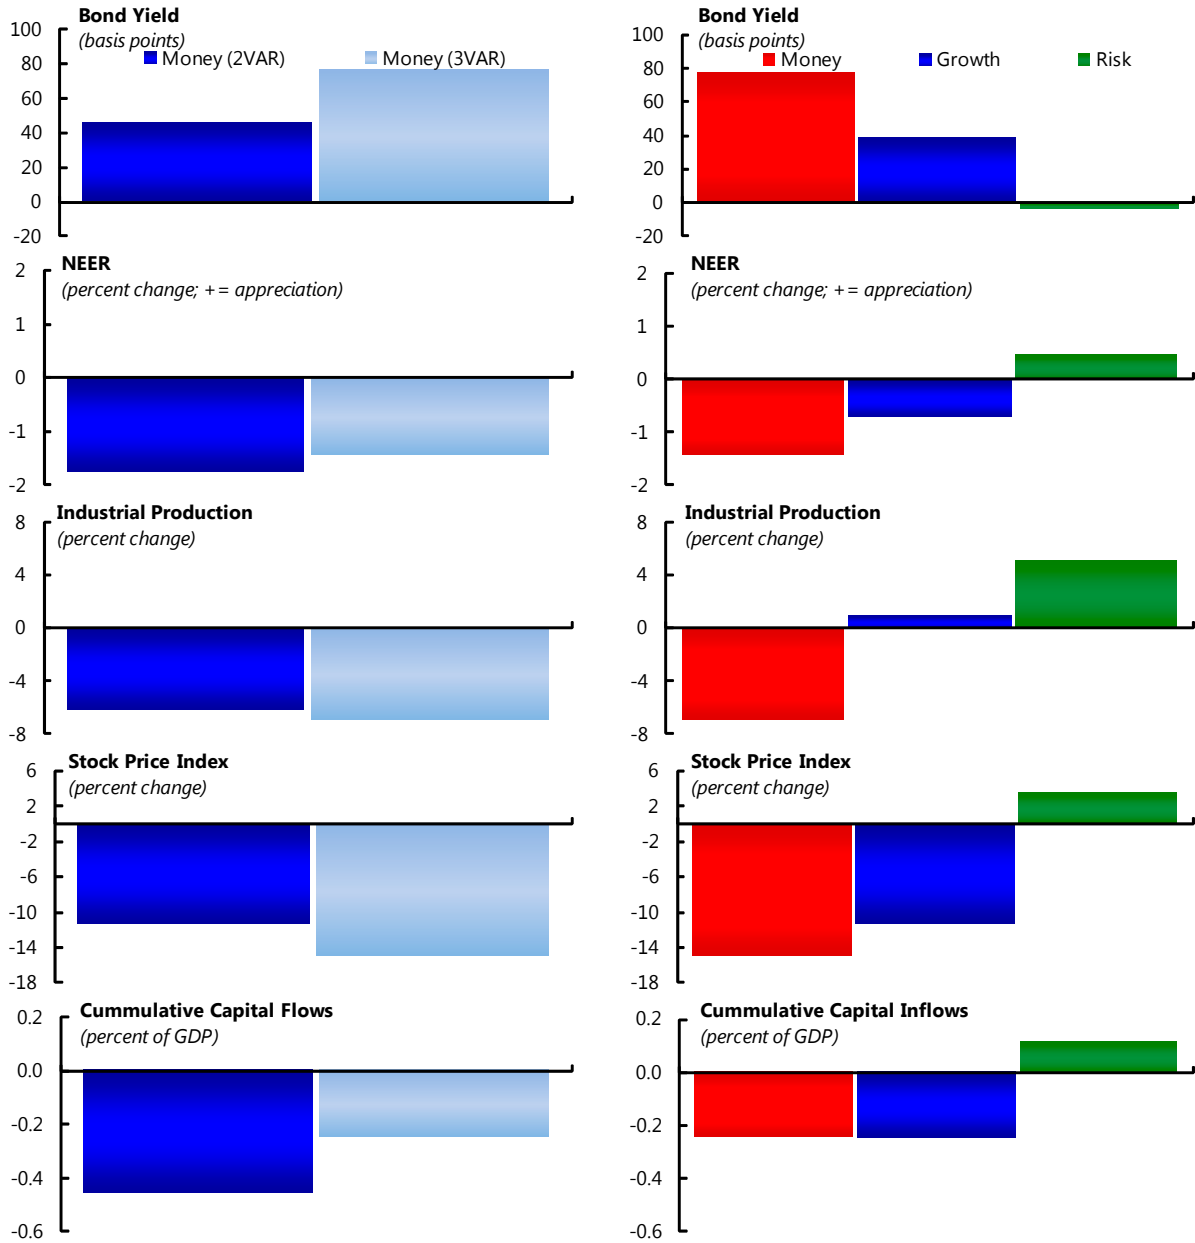 Bond Yield
(basis points)
Money (2VAR) Money (3VAR)
100
80
60
40
20
0
-20
NEER
(percent change; + = appreciation)
2
1
0
-1
-2
Industrial Production
(percent change)
8
4
0
-4
-8
Stock Price Index
(percent change)
6
2
-2
-6
-10
-14
-18
Cummulative Capital Flows
(percent of GDP)
0.2
0.0
-0.2
-0.4
-0.6
Bond Yield
(basis points)
Money Growth Risk
100
80
60
40
20
0
-20
NEER
(percent change; + = appreciation)
2
1
0
-1
-2
Industrial Production
(percent change)
8
4
0
-4
-8
Stock Price Index
(percent change)
6
2
-2
-6
-10
-14
-18
Cummulative Capital Inflows
(percent of GDP)
0.2
0.0
-0.2
-0.4
-0.6